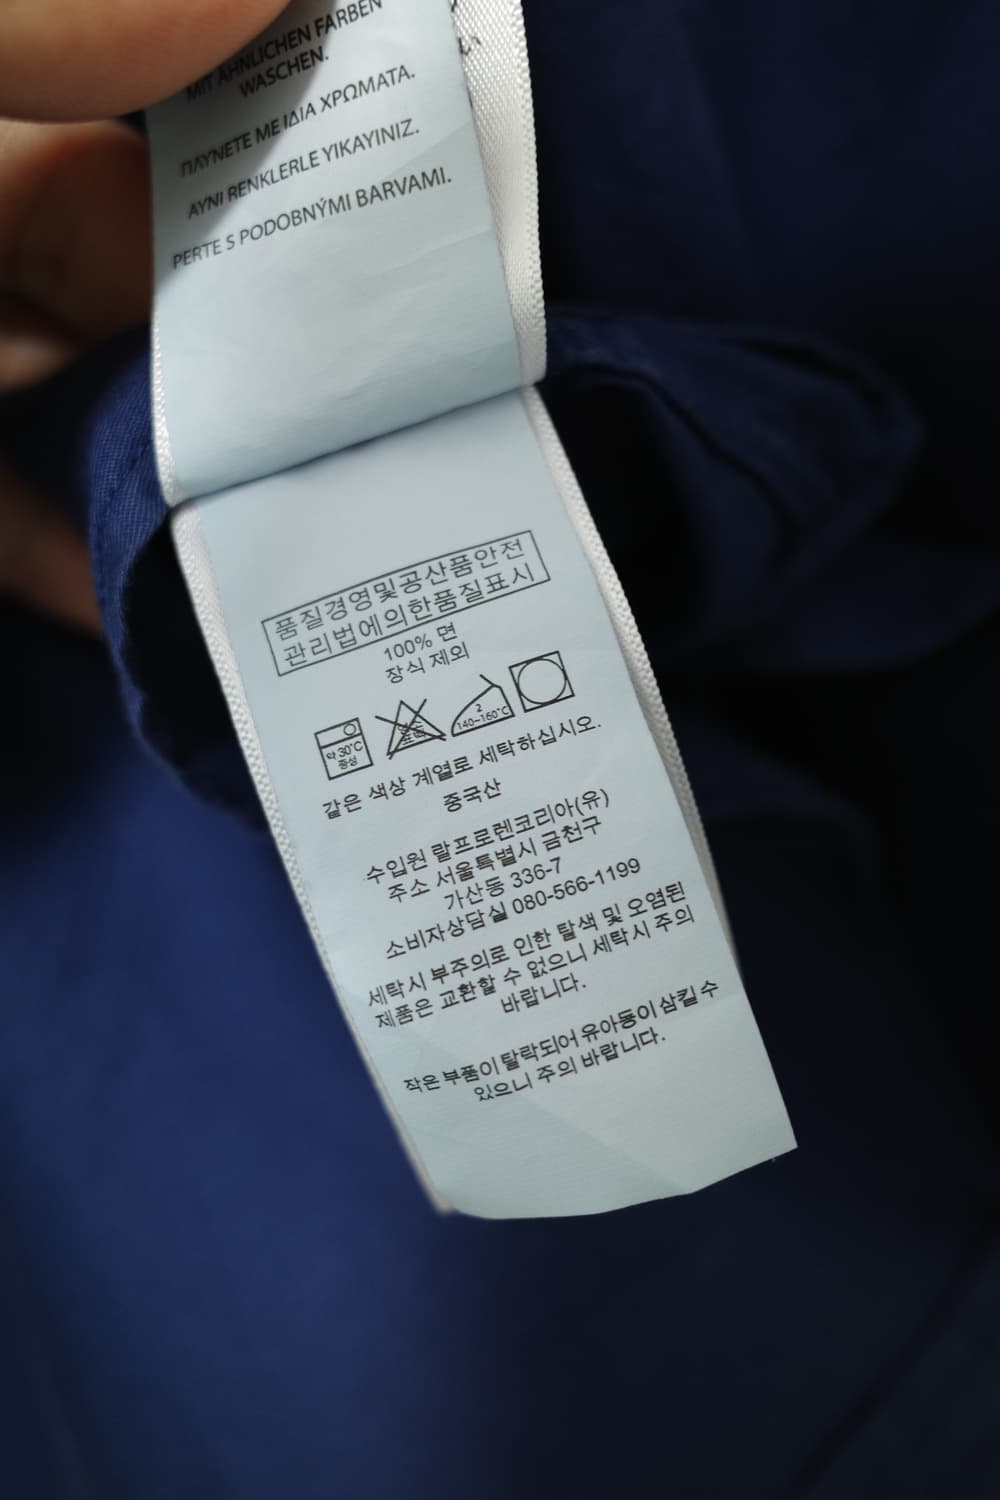 MIT ÄHNLICHEN FARBEN
WASCHEN.
ΠΛΥΝΕΤΕ ΜΕ ΙΔΙΑ ΧΡΩΜΑΤΑ.
AYNI RENKLERLE YIKAYINIZ.
PERTE S PODOBNÝMI BARVAMI.
품질경영및공산품안전
관리법에의한품질표시
100% 면
장식 제외
약 30°C
중성
2
140~160°C
같은 색상 계열로 세탁하십시오.
중국산
수입원 랄프로렌코리아(유)
주소 서울특별시 금천구
가산동 336-7
소비자상담실 080-566-1199
세탁시 부주의로 인한 탈색 및 오염된
제품은 교환할 수 없으니 세탁시 주의
바랍니다.
작은 부품이 탈락되어 유아동이 삼킬 수
있으니 주의 바랍니다.